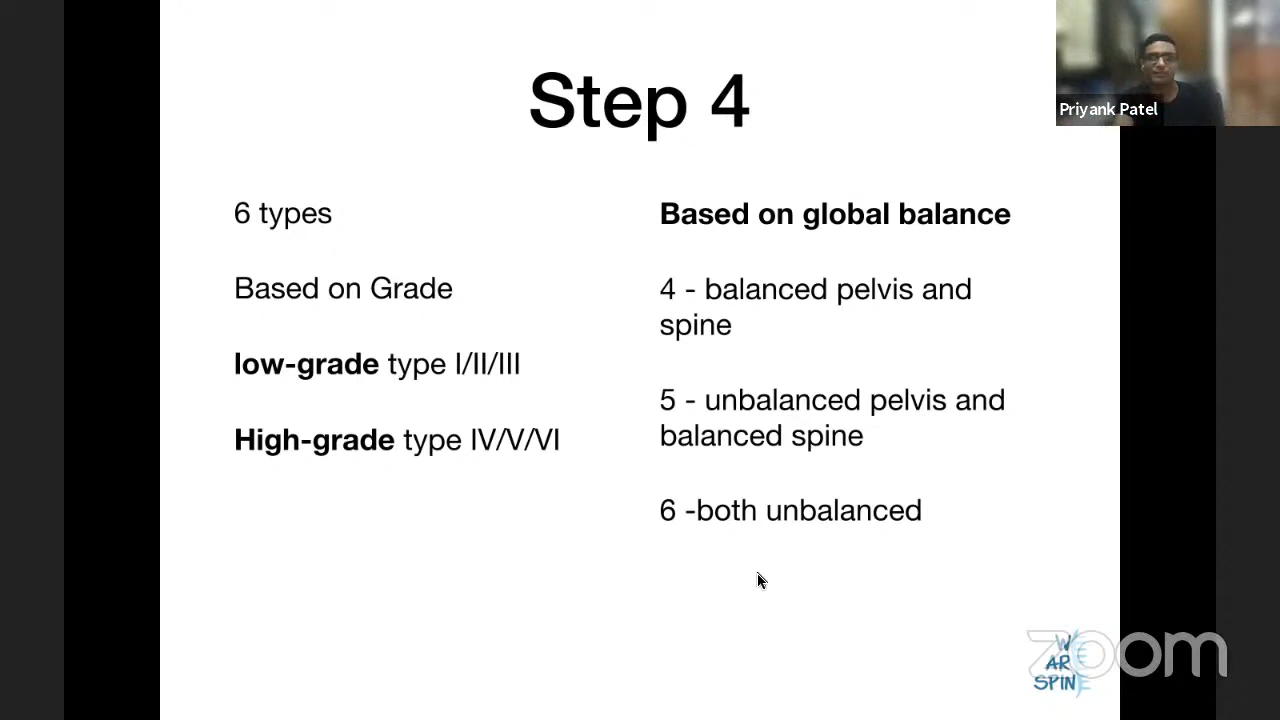 Step 4
Priyank Patel
6 types
Based on Grade
low-grade type I/II/III
High-grade type IV/V/VI
Based on global balance
4 - balanced pelvis and
spine
5 - unbalanced pelvis and
balanced spine
6 -both unbalanced
WE
ARE
SPINE
zoom